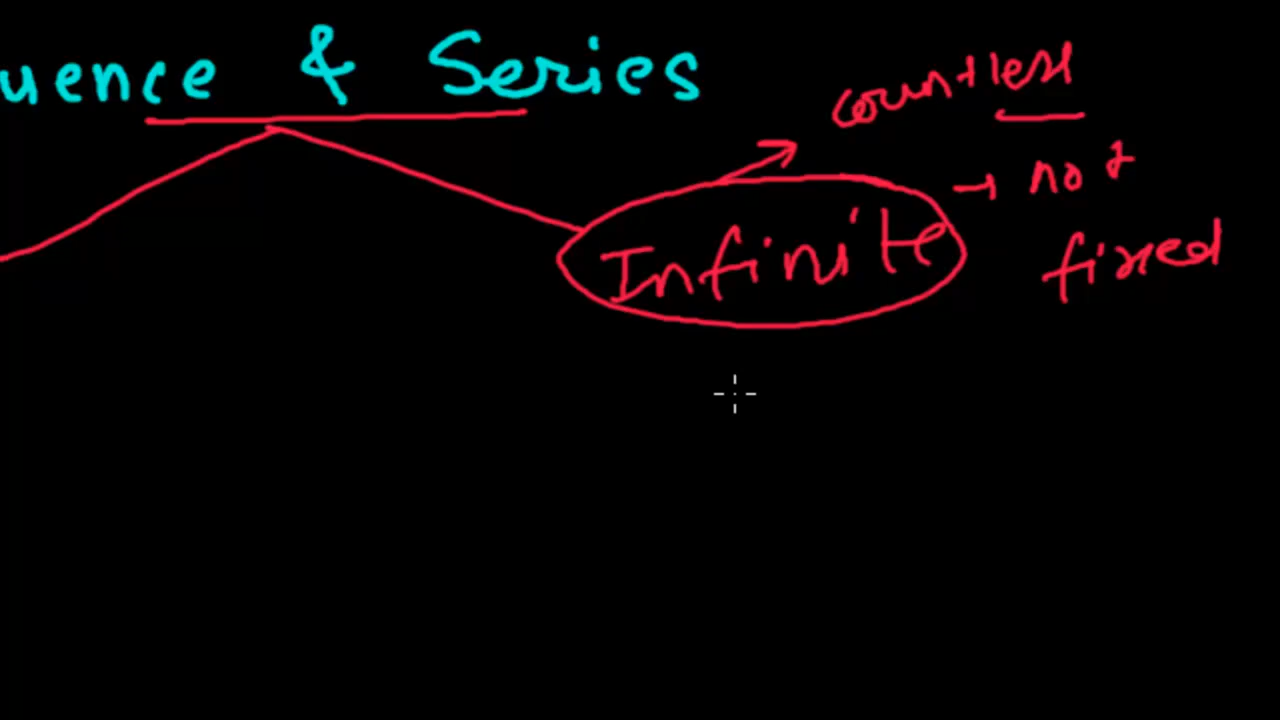 uence & Series
countless
→ not
Infinite
fixed